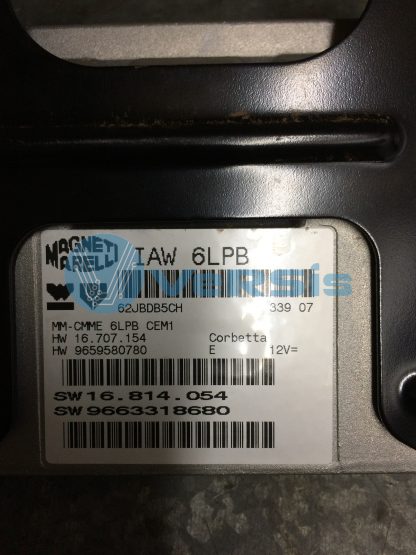 MAGNETI
MARELLI
IAW 6LPB
Versis
62JBDB5CH 339 07
MM-CMME 6LPB CEM1
HW 16.707.154 Corbetta
HW 9659580780 E 12V=
SW16.814.054
SW9663318680